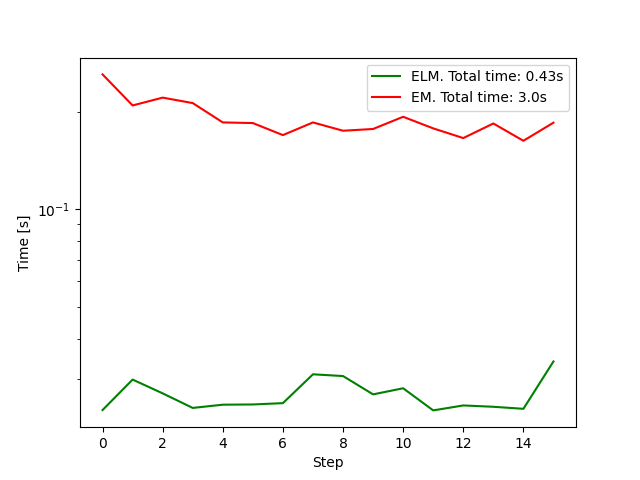 ELM. Total time: 0.43s
EM. Total time: 3.0s
10⁻¹
Time [s]
0 2 4 6 8 10 12 14
Step